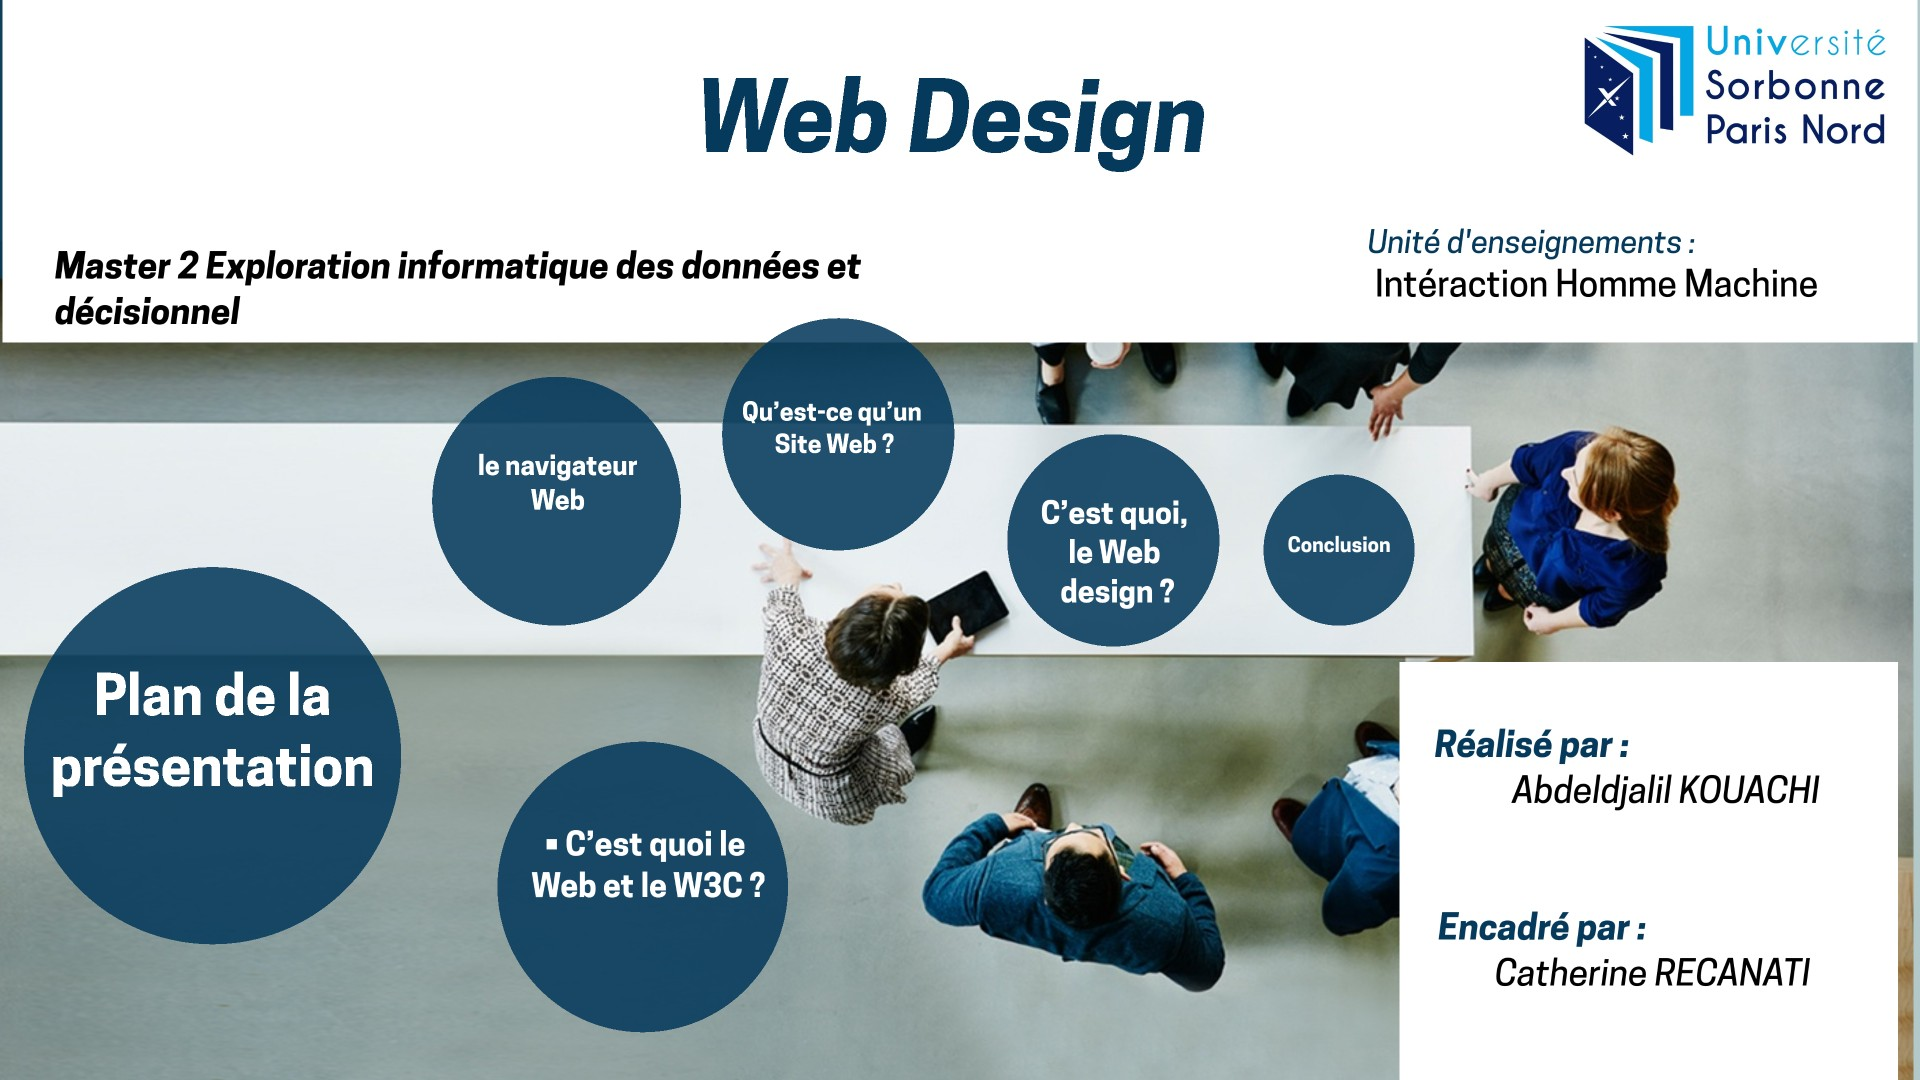 Web Design
Université
Sorbonne
Paris Nord
Master 2 Exploration informatique des données et
décisionnel
Unité d'enseignements :
Intéraction Homme Machine
Plan de la
présentation
▪ C’est quoi le
Web et le W3C ?
le navigateur
Web
Qu’est-ce qu’un
Site Web ?
C’est quoi,
le Web
design ?
Conclusion
Réalisé par :
Abdeldjalil KOUACHI
Encadré par :
Catherine RECANATI